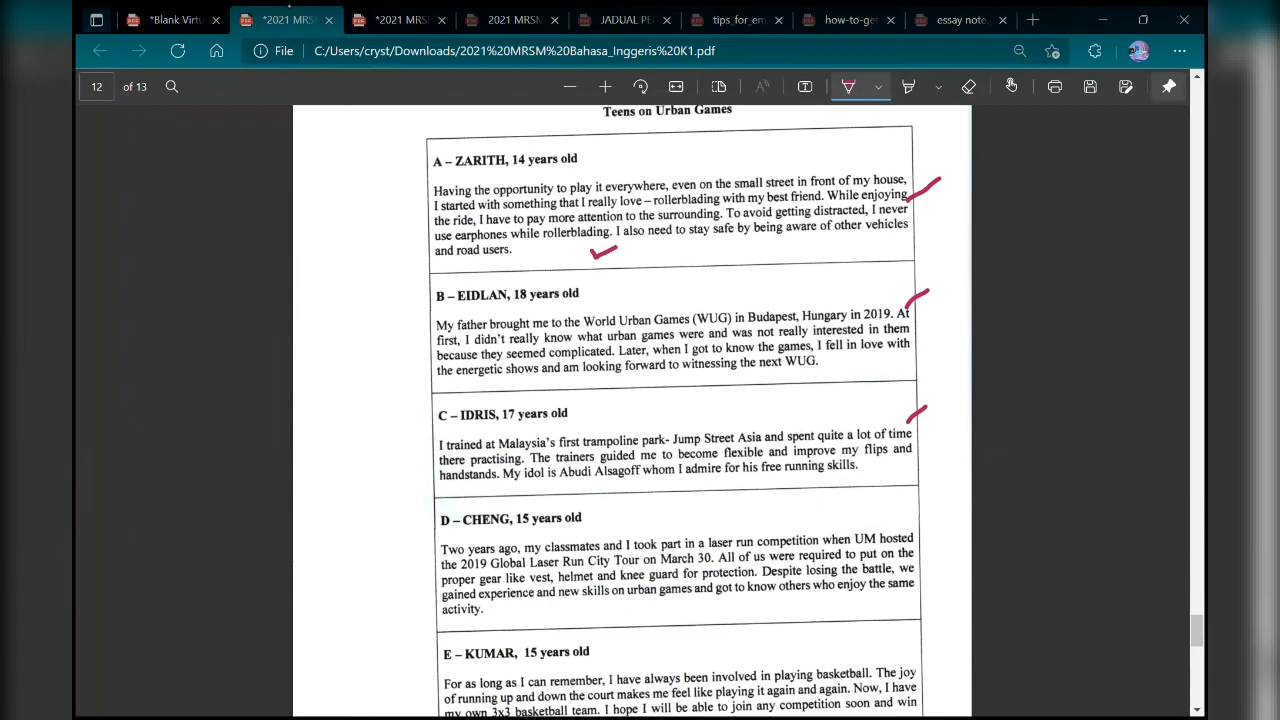 *Blank Virtu
*2021 MRS
*2021 MRS
2021 MRSM
JADUAL PE
tips_for_em
how-to-get
essay note.
File
C:/Users/cryst/Downloads/2021%20MRSM%20Bahasa_Inggeris%20K1.pdf
12 of 13
Teens on Urban Games
A – ZARITH, 14 years old
Having the opportunity to play it everywhere, even on the small street in front of my house,
I started with something that I really love – rollerblading with my best friend. While enjoying
the ride, I have to pay more attention to the surrounding. To avoid getting distracted, I never
use earphones while rollerblading. I also need to stay safe by being aware of other vehicles
and road users.
B – EIDLAN, 18 years old
My father brought me to the World Urban Games (WUG) in Budapest, Hungary in 2019. At
first, I didn't really know what urban games were and was not really interested in them
because they seemed complicated. Later, when I got to know the games, I fell in love with
the energetic shows and am looking forward to witnessing the next WUG.
C – IDRIS, 17 years old
I trained at Malaysia's first trampoline park- Jump Street Asia and spent quite a lot of time
there practising. The trainers guided me to become flexible and improve my flips and
handstands. My idol is Abudi Alsagoff whom I admire for his free running skills.
D – CHENG, 15 years old
Two years ago, my classmates and I took part in a laser run competition when UM hosted
the 2019 Global Laser Run City Tour on March 30. All of us were required to put on the
proper gear like vest, helmet and knee guard for protection. Despite losing the battle, we
gained experience and new skills on urban games and got to know others who enjoy the same
activity.
E – KUMAR, 15 years old
For as long as I can remember, I have always been involved in playing basketball. The joy
of running up and down the court makes me feel like playing it again and again. Now, I have
my own 3x3 basketball team. I hope I will be able to join any competition soon and win